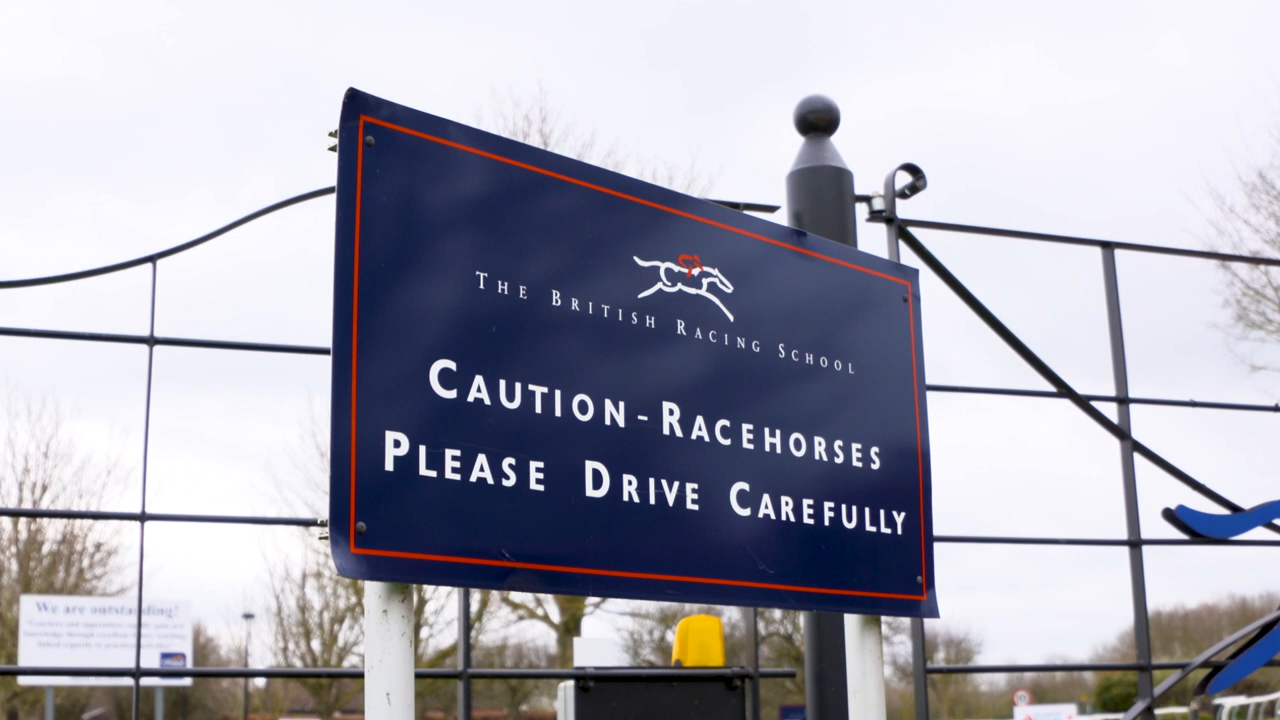 THE BRITISH RACING SCHOOL
CAUTION-RACEHORSES
PLEASE DRIVE CAREFULLY
We are outstanding!